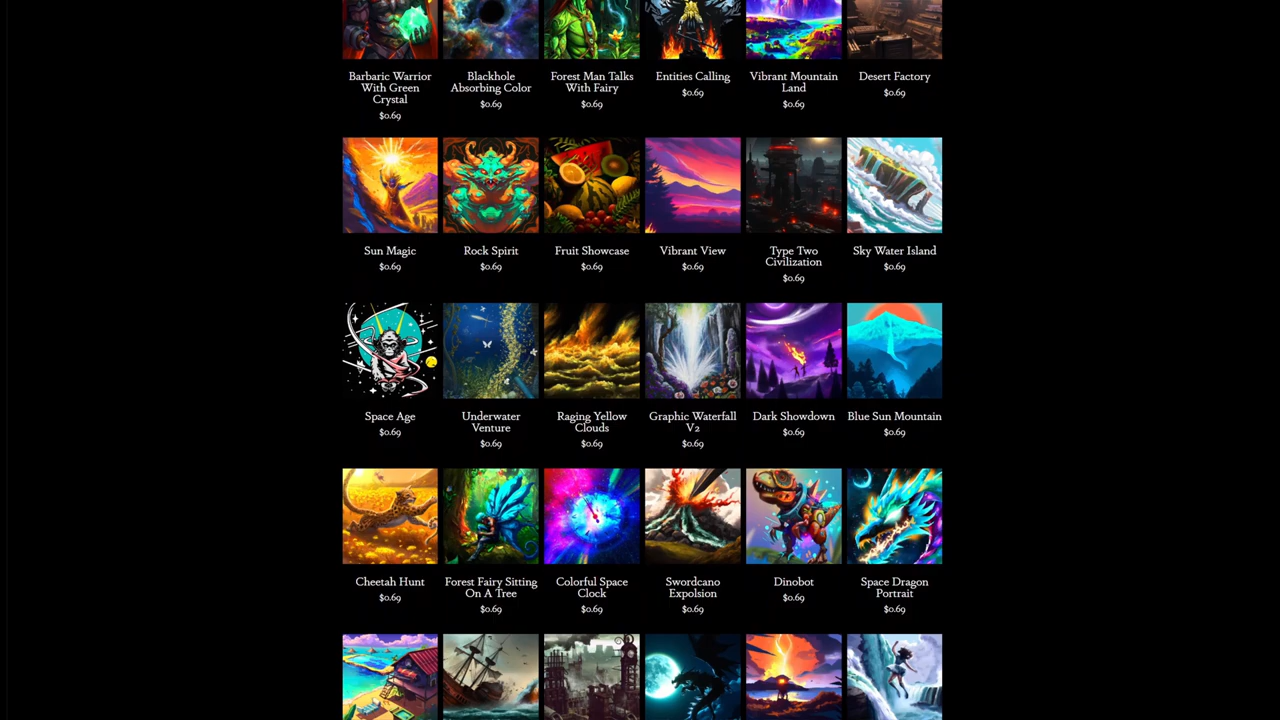 Barbaric Warrior
With Green
Crystal
$0.69
Blackhole
Absorbing Color
$0.69
Forest Man Talks
With Fairy
$0.69
Entities Calling
$0.69
Vibrant Mountain
Land
$0.69
Desert Factory
$0.69
Sun Magic
$0.69
Rock Spirit
$0.69
Fruit Showcase
$0.69
Vibrant View
$0.69
Type Two
Civilization
$0.69
Sky Water Island
$0.69
Space Age
$0.69
Underwater
Venture
$0.69
Raging Yellow
Clouds
$0.69
Graphic Waterfall
V2
$0.69
Dark Showdown
$0.69
Blue Sun Mountain
$0.69
Cheetah Hunt
$0.69
Forest Fairy Sitting
On A Tree
$0.69
Colorful Space
Clock
$0.69
Swordcano
Expolsion
$0.69
Dinobot
$0.69
Space Dragon
Portrait
$0.69